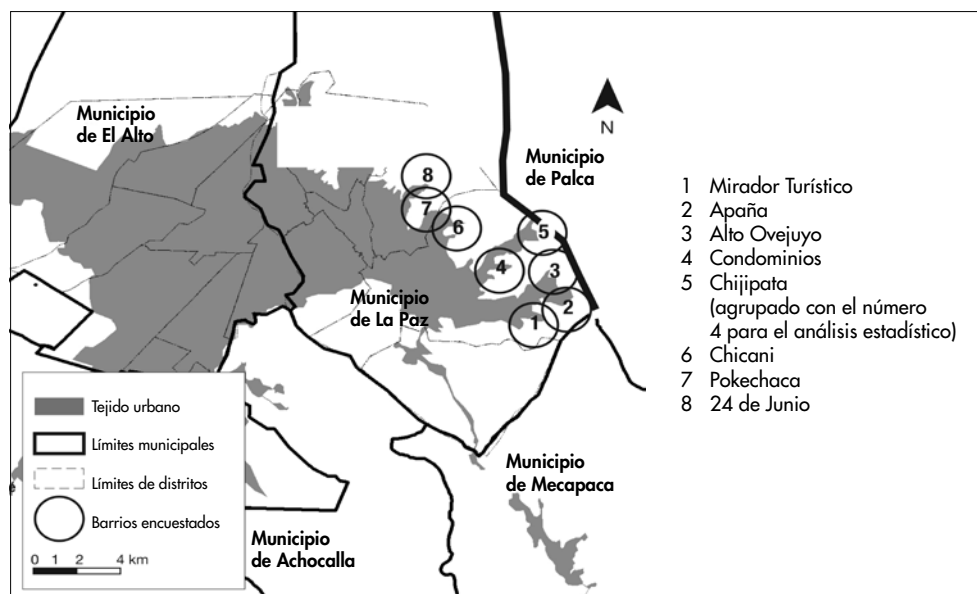 Municipio
de El Alto
Municipio
de Palca
N
8
7
6
5
4
3
2
1
Municipio
de La Paz
Municipio
de Mecapaca
Municipio
de Achocalla
Tejido urbano
Límites municipales
Límites de distritos
Barrios encuestados
0 1 2 4 km
1 Mirador Turístico
2 Apaña
3 Alto Ovejuyo
4 Condominios
5 Chijipata
(agrupado con el número
4 para el análisis estadístico)
6 Chicani
7 Pokechaca
8 24 de Junio